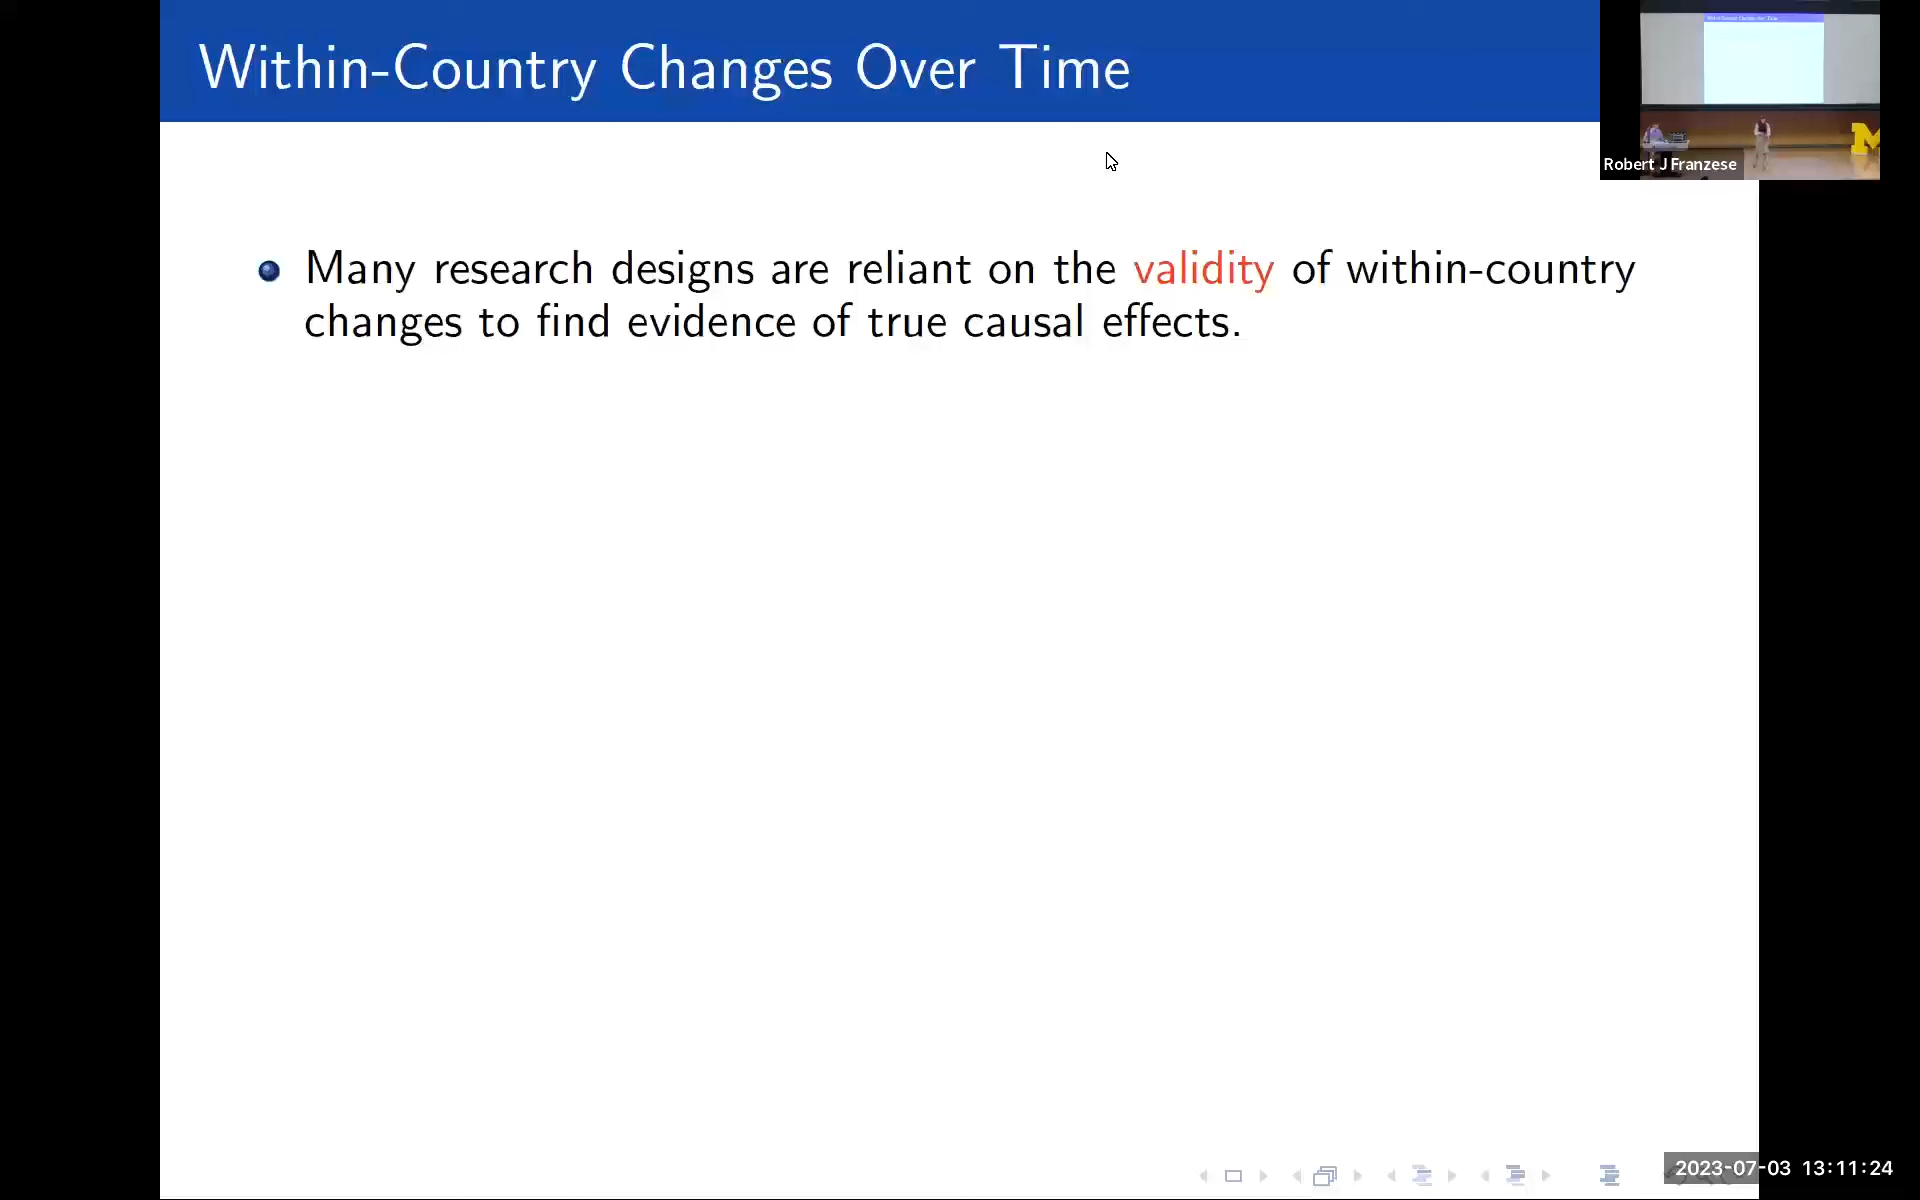 Within-Country Changes Over Time
Robert J Franzese
Many research designs are reliant on the validity of within-country
changes to find evidence of true causal effects.
2023-07-03 13:11:24